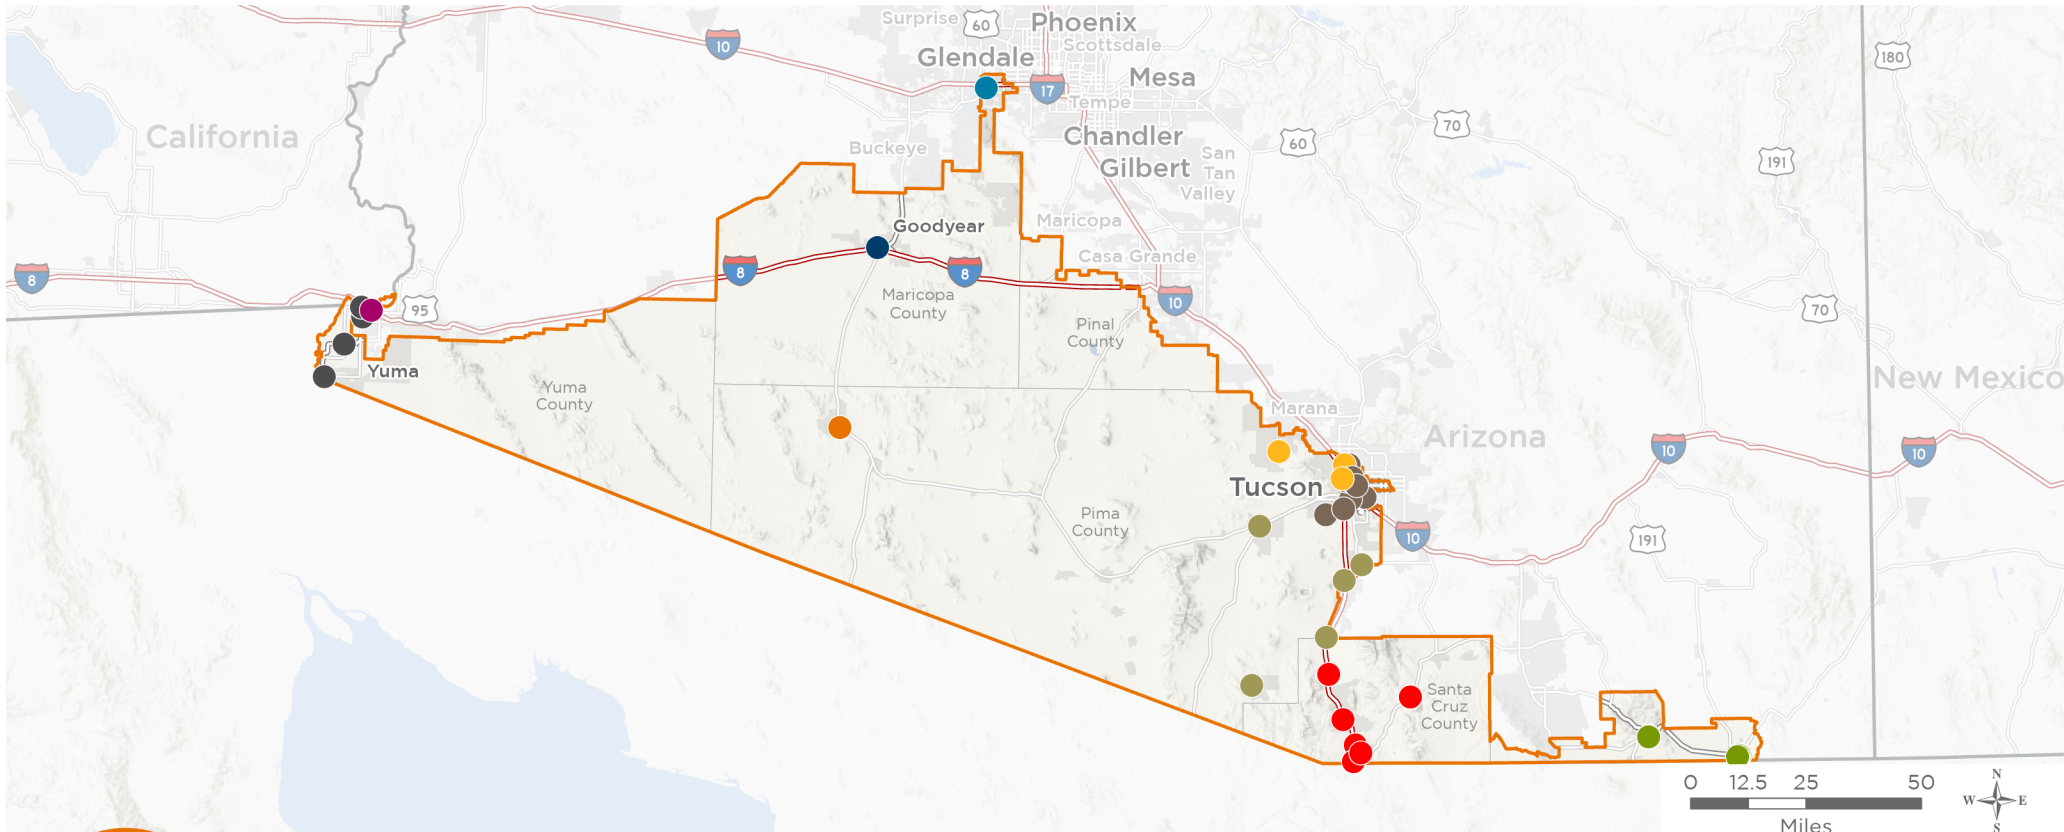 Surprise
60
Phoenix
10
Scottsdale
180
Glendale
Mesa
17
Tempe
California
70
Chandler
60
Buckeye
San
Tan
Valley
Gilbert
191
Maricopa
Goodyear
Casa Grande
8
8
8
10
Maricopa
County
95
70
Pinal
County
Yuma
Yuma
County
New Mexico
Marana
Arizona
10
10
Tucson
Pima
County
10
191
Santa
Cruz
County
0 12.5 25 50
Miles
N
W E
S